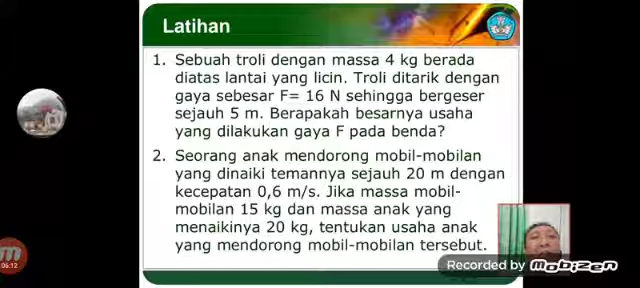 Latihan
1. Sebuah troli dengan massa 4 kg berada
diatas lantai yang licin. Troli ditarik dengan
gaya sebesar F= 16 N sehingga bergeser
sejauh 5 m. Berapakah besarnya usaha
yang dilakukan gaya F pada benda?
2. Seorang anak mendorong mobil-mobilan
yang dinaiki temannya sejauh 20 m dengan
kecepatan 0,6 m/s. Jika massa mobil-
mobilan 15 kg dan massa anak yang
menaikinya 20 kg, tentukan usaha anak
yang mendorong mobil-mobilan tersebut.
m
06:12
Recorded by mobizen